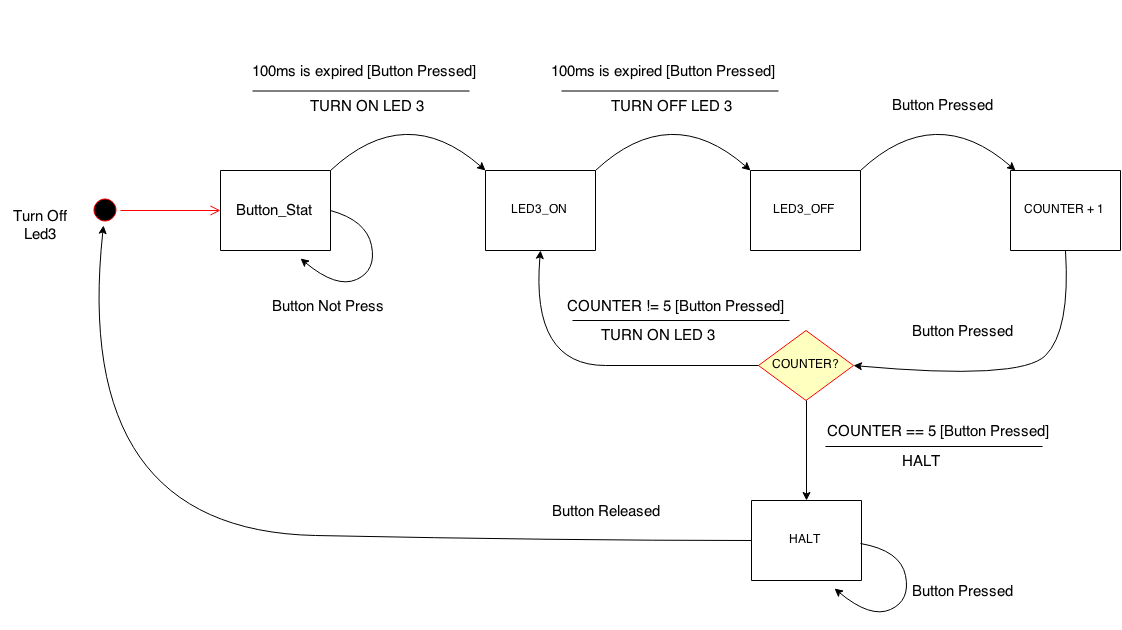 100ms is expired [Button Pressed]
TURN ON LED 3
100ms is expired [Button Pressed]
TURN OFF LED 3
Button Pressed
Turn Off
Led3
Button_Stat
LED3_ON
LED3_OFF
COUNTER + 1
Button Not Press
COUNTER != 5 [Button Pressed]
TURN ON LED 3
Button Pressed
COUNTER?
COUNTER == 5 [Button Pressed]
HALT
Button Released
HALT
Button Pressed